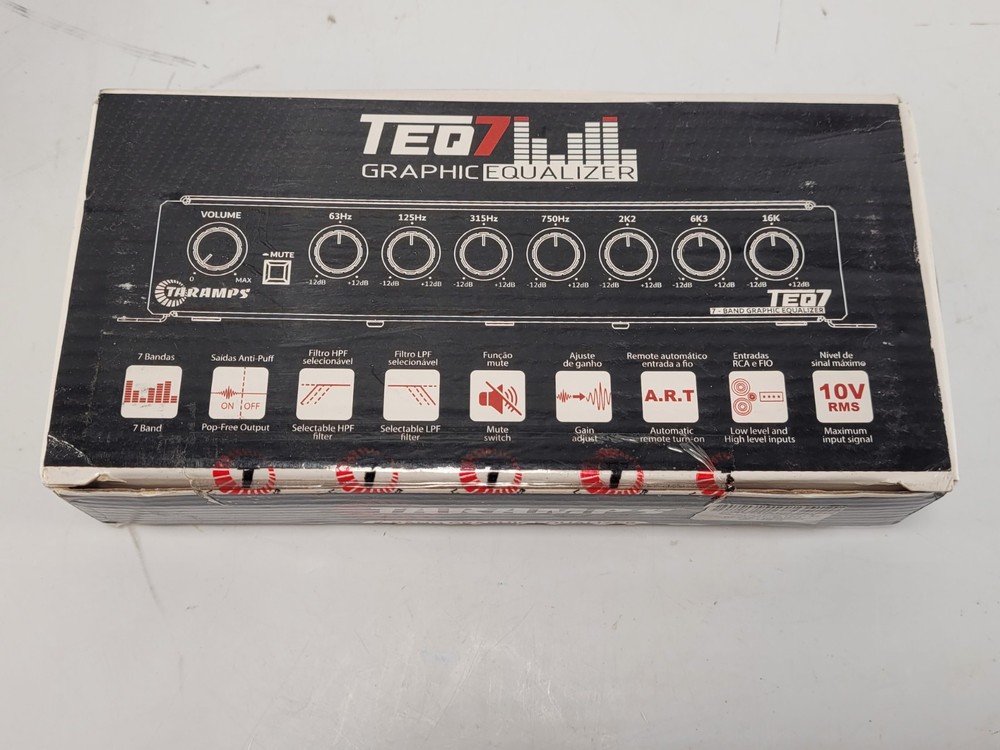 TEQ7
GRAPHIC EQUALIZER
VOLUME
0 MAX
MUTE
63Hz 125Hz 315Hz 750Hz 2K2 6K3 16K
-12dB +12dB -12dB +12dB -12dB +12dB -12dB +12dB -12dB +12dB -12dB +12dB -12dB +12dB
TARAMPS
TEQ7
7 - BAND GRAPHIC EQUALIZER
7 Bandas
7 Band
Saídas Anti-Puff
ON OFF
Pop-Free Output
Filtro HPF
selecionável
Selectable HPF
filter
Filtro LPF
selecionável
Selectable LPF
filter
Função
mute
Mute
switch
Ajuste
de ganho
Gain
adjust
Remote automático
entrada a fio
A.R.T
Automatic
remote turn-on
Entradas
RCA e FIO
Low level and
High level inputs
Nível de
sinal máximo
10V
RMS
Maximum
input signal
TARAMPS